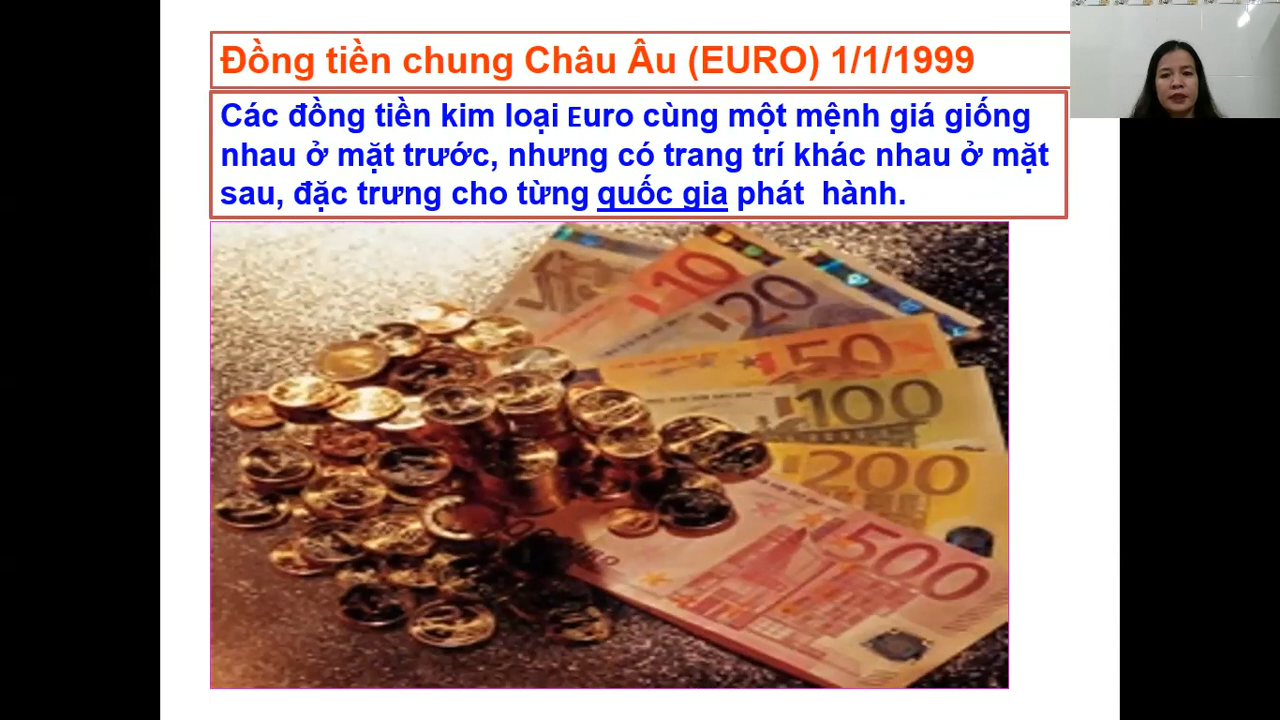 Đồng tiền chung Châu Âu (EURO) 1/1/1999
Các đồng tiền kim loại Euro cùng một mệnh giá giống
nhau ở mặt trước, nhưng có trang trí khác nhau ở mặt
sau, đặc trưng cho từng quốc gia phát  hành.
10
20
50
100
200
500